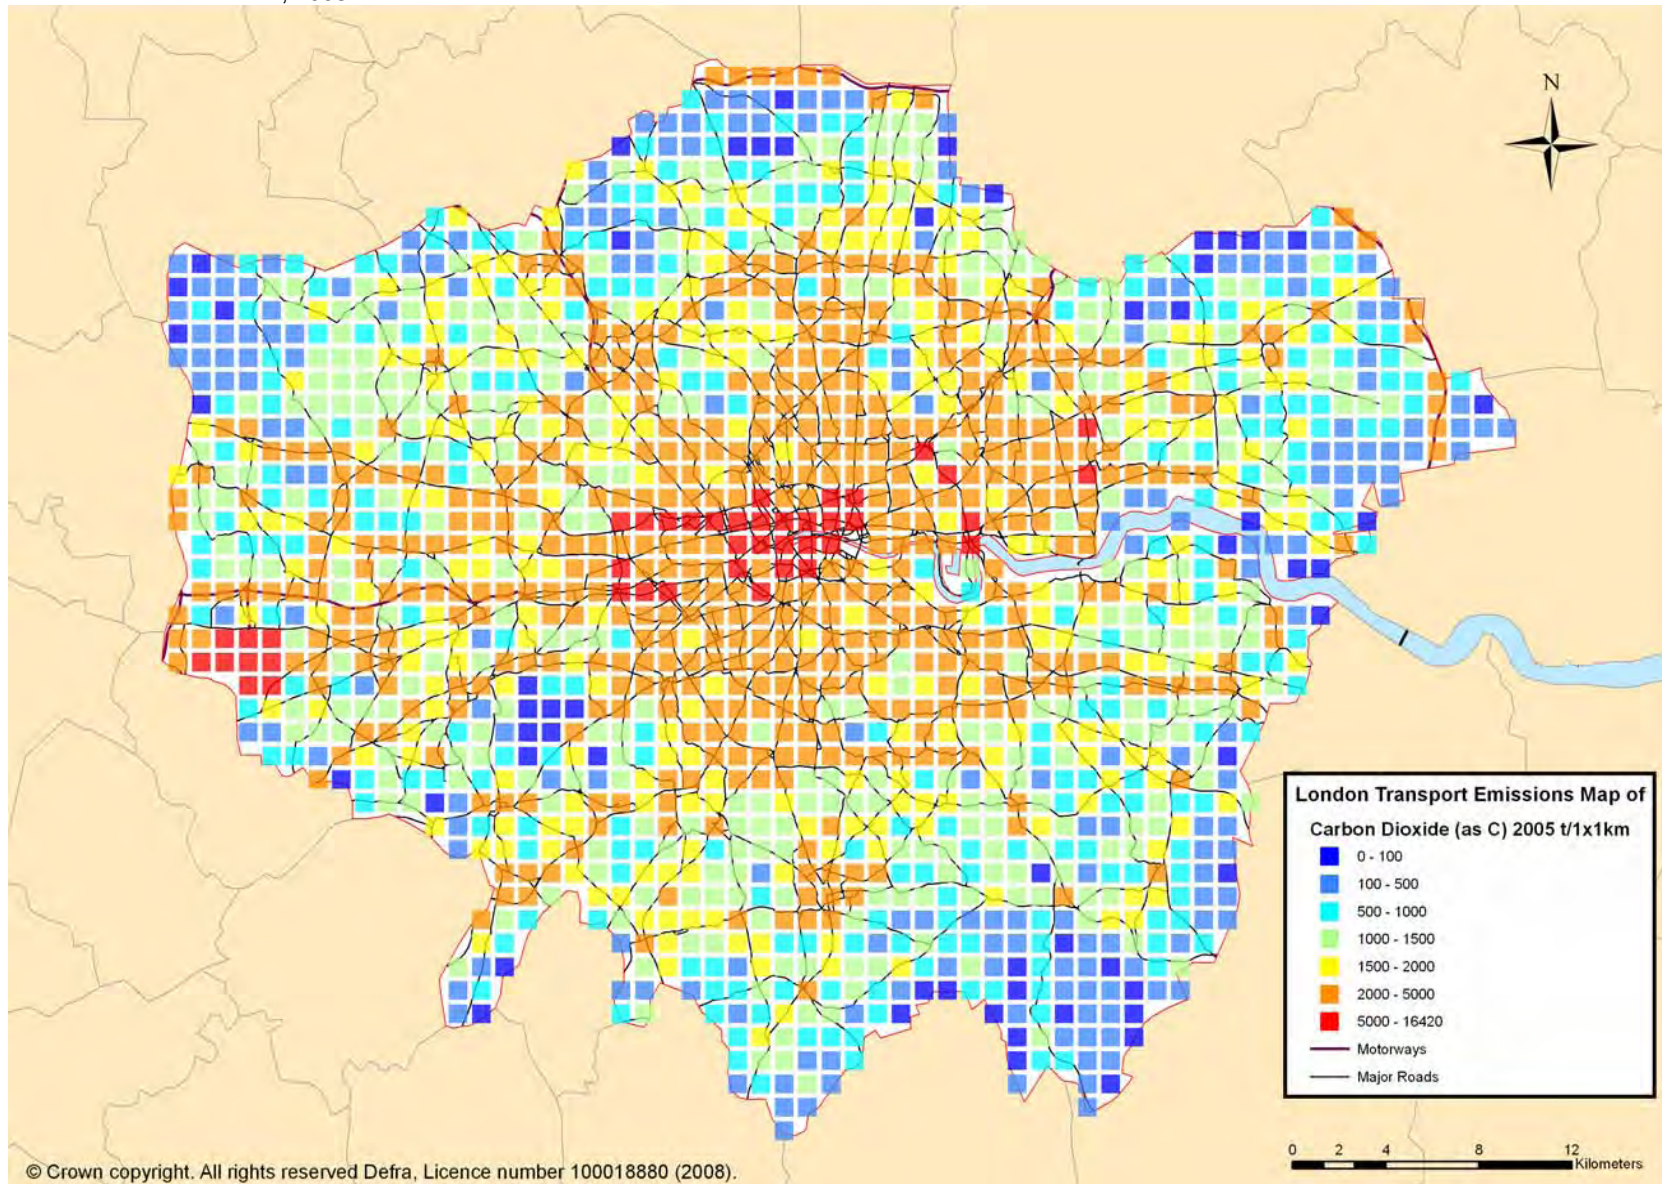 N
London Transport Emissions Map of
Carbon Dioxide (as C) 2005 t/1x1km
0 - 100
100 - 500
500 - 1000
1000 - 1500
1500 - 2000
2000 - 5000
5000 - 16420
Motorways
Major Roads
0 2 4 8 12
Kilometers
© Crown copyright. All rights reserved Defra, Licence number 100018880 (2008).